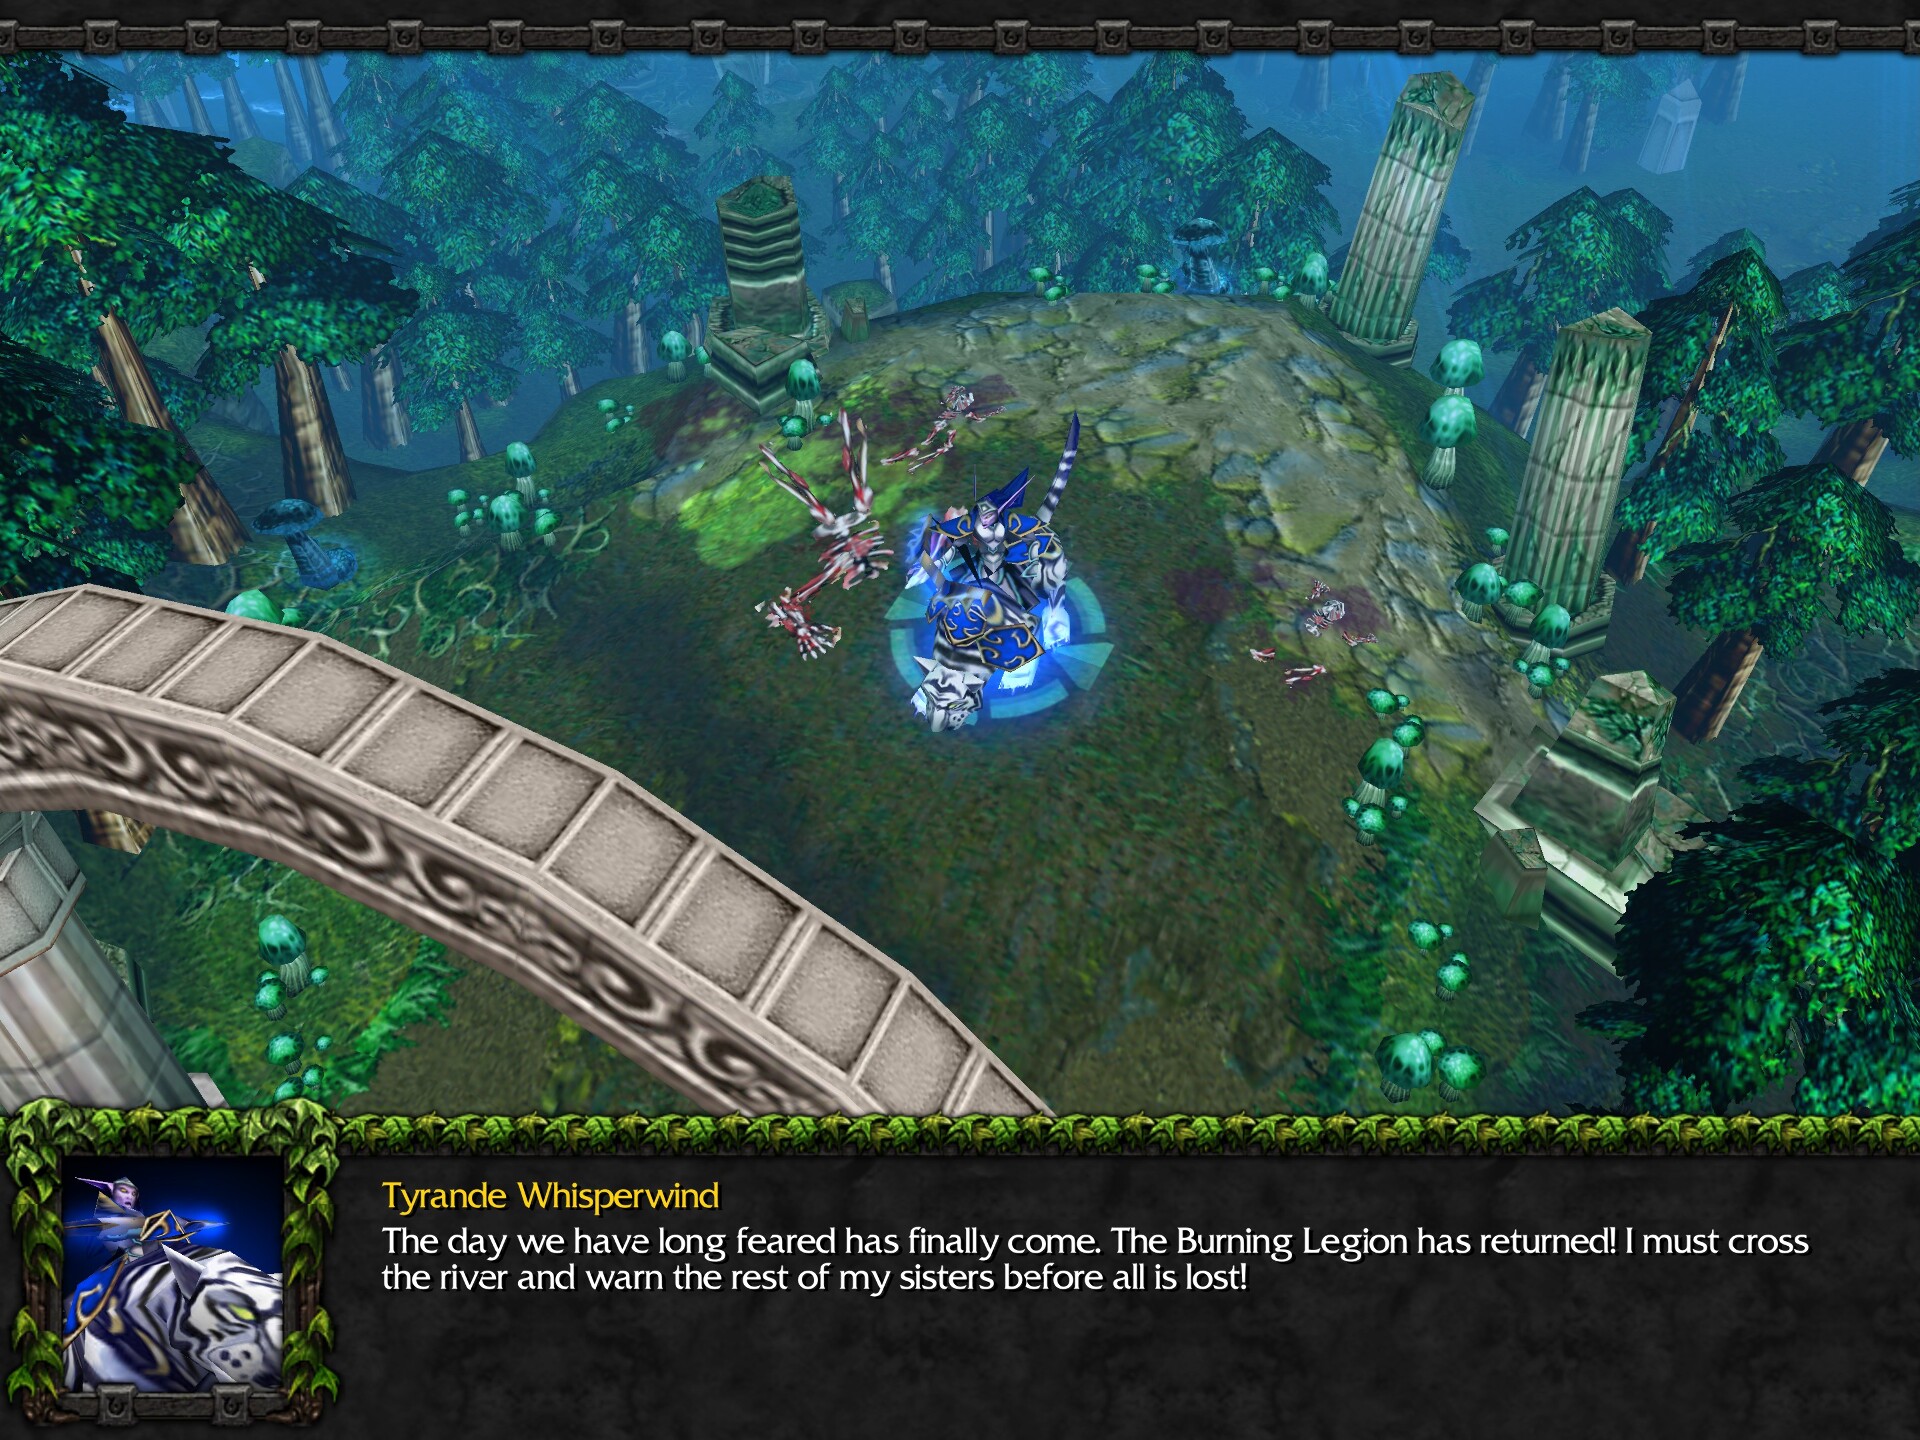 Tyrande Whisperwind
The day we have long feared has finally come. The Burning Legion has returned! I must cross
the river and warn the rest of my sisters before all is lost!